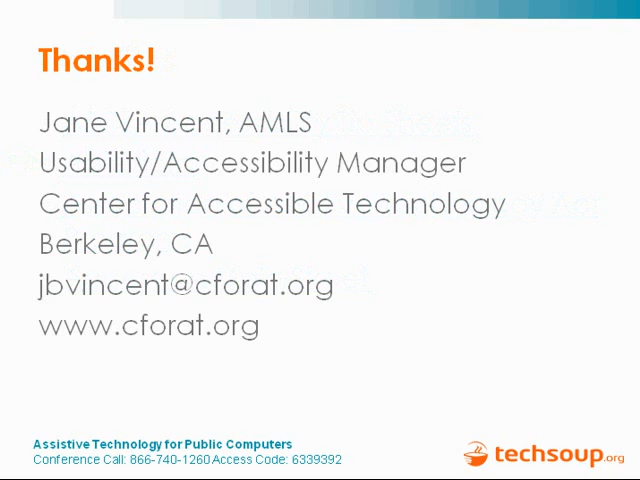 Thanks!
Jane Vincent, AMLS
Usability/Accessibility Manager
Center for Accessible Technology
Berkeley, CA
jbvincent@cforat.org
www.cforat.org
Assistive Technology for Public Computers
Conference Call: 866-740-1260 Access Code: 6339392
techsoup.org